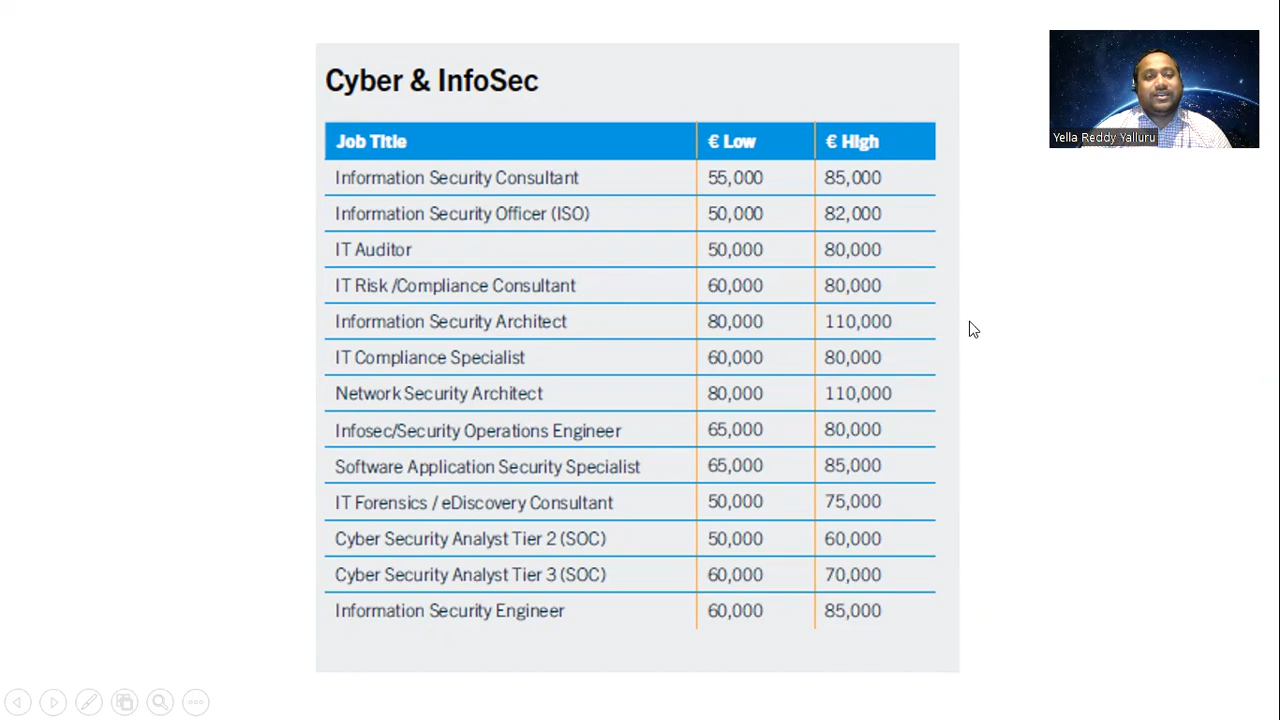 Cyber & InfoSec
Job Title € Low € High
Information Security Consultant 55,000 85,000
Information Security Officer (ISO) 50,000 82,000
IT Auditor 50,000 80,000
IT Risk /Compliance Consultant 60,000 80,000
Information Security Architect 80,000 110,000
IT Compliance Specialist 60,000 80,000
Network Security Architect 80,000 110,000
Infosec/Security Operations Engineer 65,000 80,000
Software Application Security Specialist 65,000 85,000
IT Forensics / eDiscovery Consultant 50,000 75,000
Cyber Security Analyst Tier 2 (SOC) 50,000 60,000
Cyber Security Analyst Tier 3 (SOC) 60,000 70,000
Information Security Engineer 60,000 85,000
Yella Reddy Yalluru